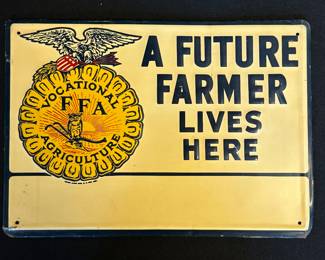 A FUTURE
FARMER
LIVES
HERE
VOCATIONAL
FFA
AGRICULTURE